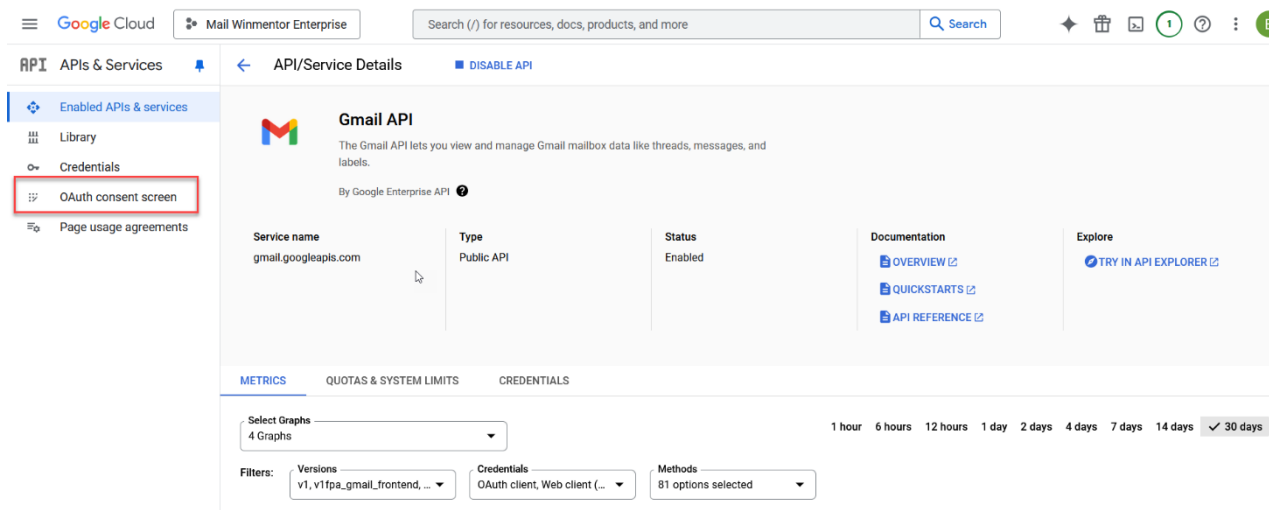 Google Cloud
Mail Winmentor Enterprise
Search (/) for resources, docs, products, and more
Search
1
API APIs & Services
API/Service Details
DISABLE API
Enabled APIs & services
Library
Credentials
OAuth consent screen
Page usage agreements
Gmail API
The Gmail API lets you view and manage Gmail mailbox data like threads, messages, and
labels.
By Google Enterprise API
Service name
gmail.googleapis.com
Type
Public API
Status
Enabled
Documentation
OVERVIEW
QUICKSTARTS
API REFERENCE
Explore
TRY IN API EXPLORER
METRICS QUOTAS & SYSTEM LIMITS CREDENTIALS
Select Graphs
4 Graphs
1 hour 6 hours 12 hours 1 day 2 days 4 days 7 days 14 days 30 days
Filters:
Versions
v1, v1fpa_gmail_frontend, ...
Credentials
OAuth client, Web client (...
Methods
81 options selected